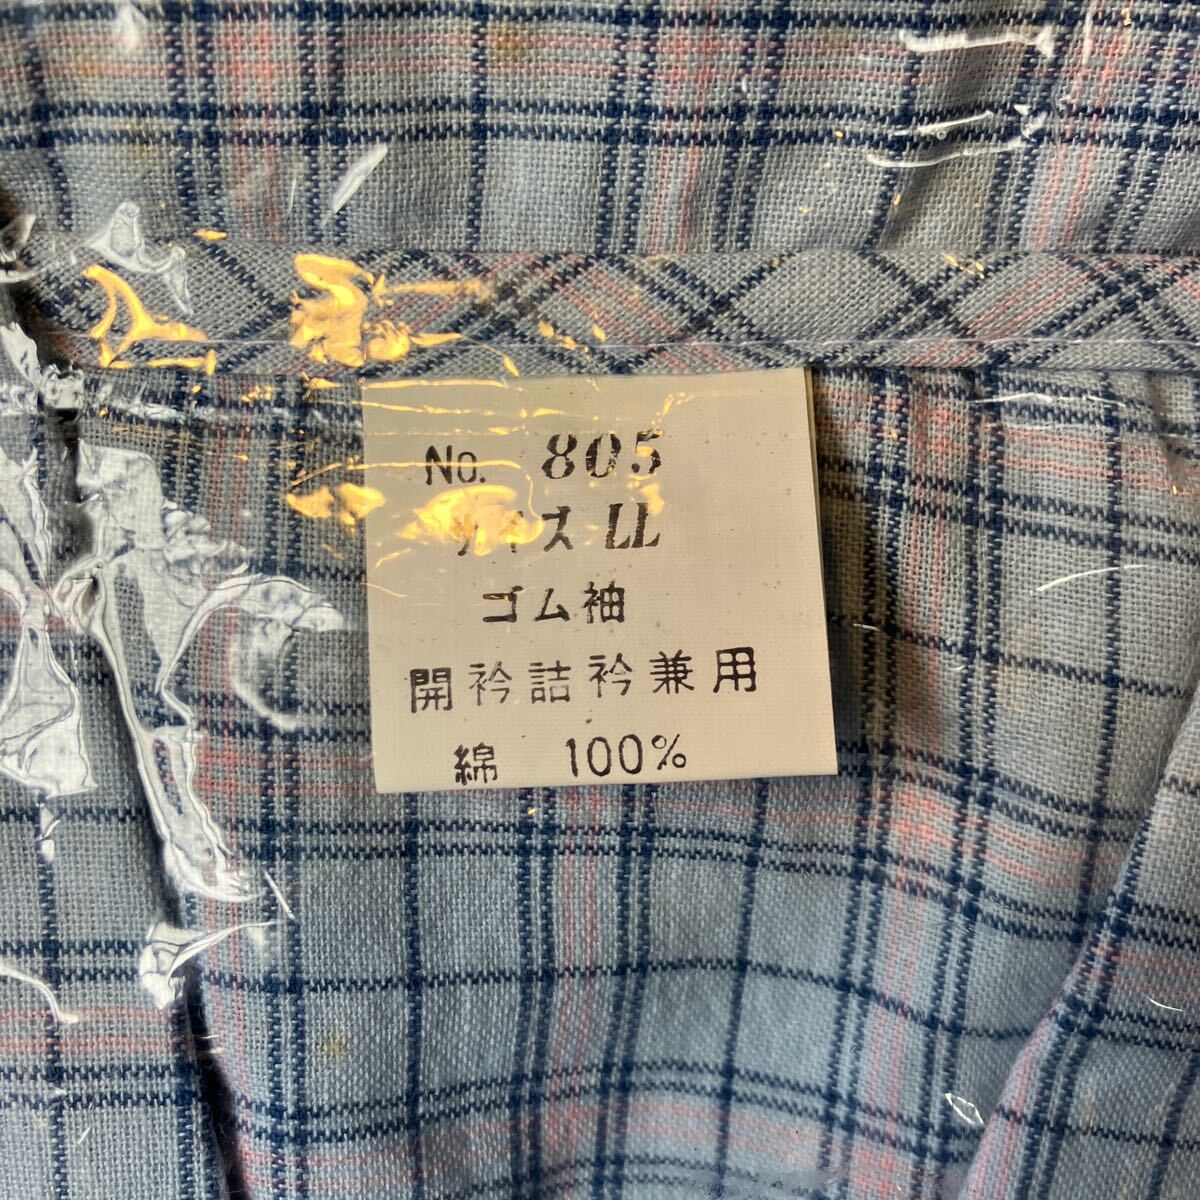 No. 805
サイズ LL
ゴム袖
開衿詰衿兼用
綿 100%